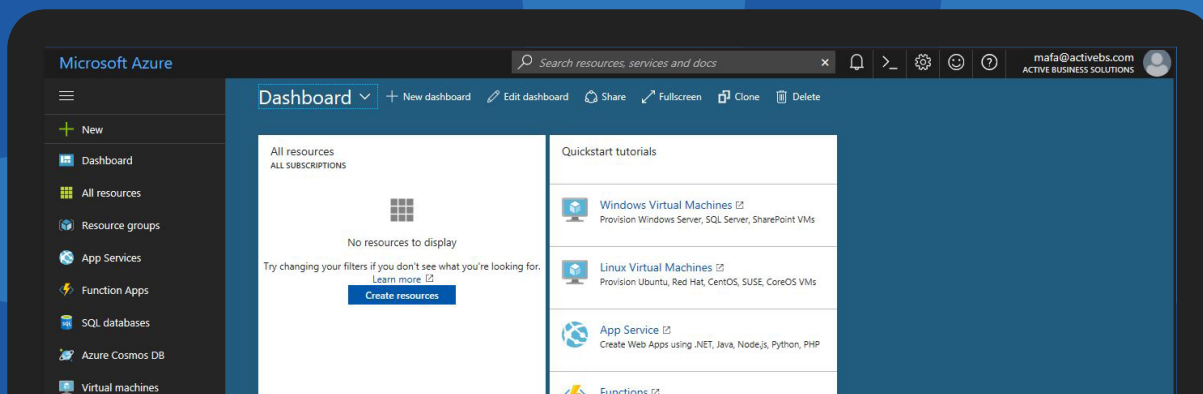 Microsoft Azure
Search resources, services and docs
mafa@activebs.com
ACTIVE BUSINESS SOLUTIONS
Dashboard
New dashboard
Edit dashboard
Share
Fullscreen
Clone
Delete
New
Dashboard
All resources
Resource groups
App Services
Function Apps
SQL databases
Azure Cosmos DB
Virtual machines
All resources
ALL SUBSCRIPTIONS
No resources to display
Try changing your filters if you don't see what you're looking for.
Learn more
Create resources
Quickstart tutorials
Windows Virtual Machines
Provision Windows Server, SQL Server, SharePoint VMs
Linux Virtual Machines
Provision Ubuntu, Red Hat, CentOS, SUSE, CoreOS VMs
App Service
Create Web Apps using .NET, Java, Node.js, Python, PHP
Functions